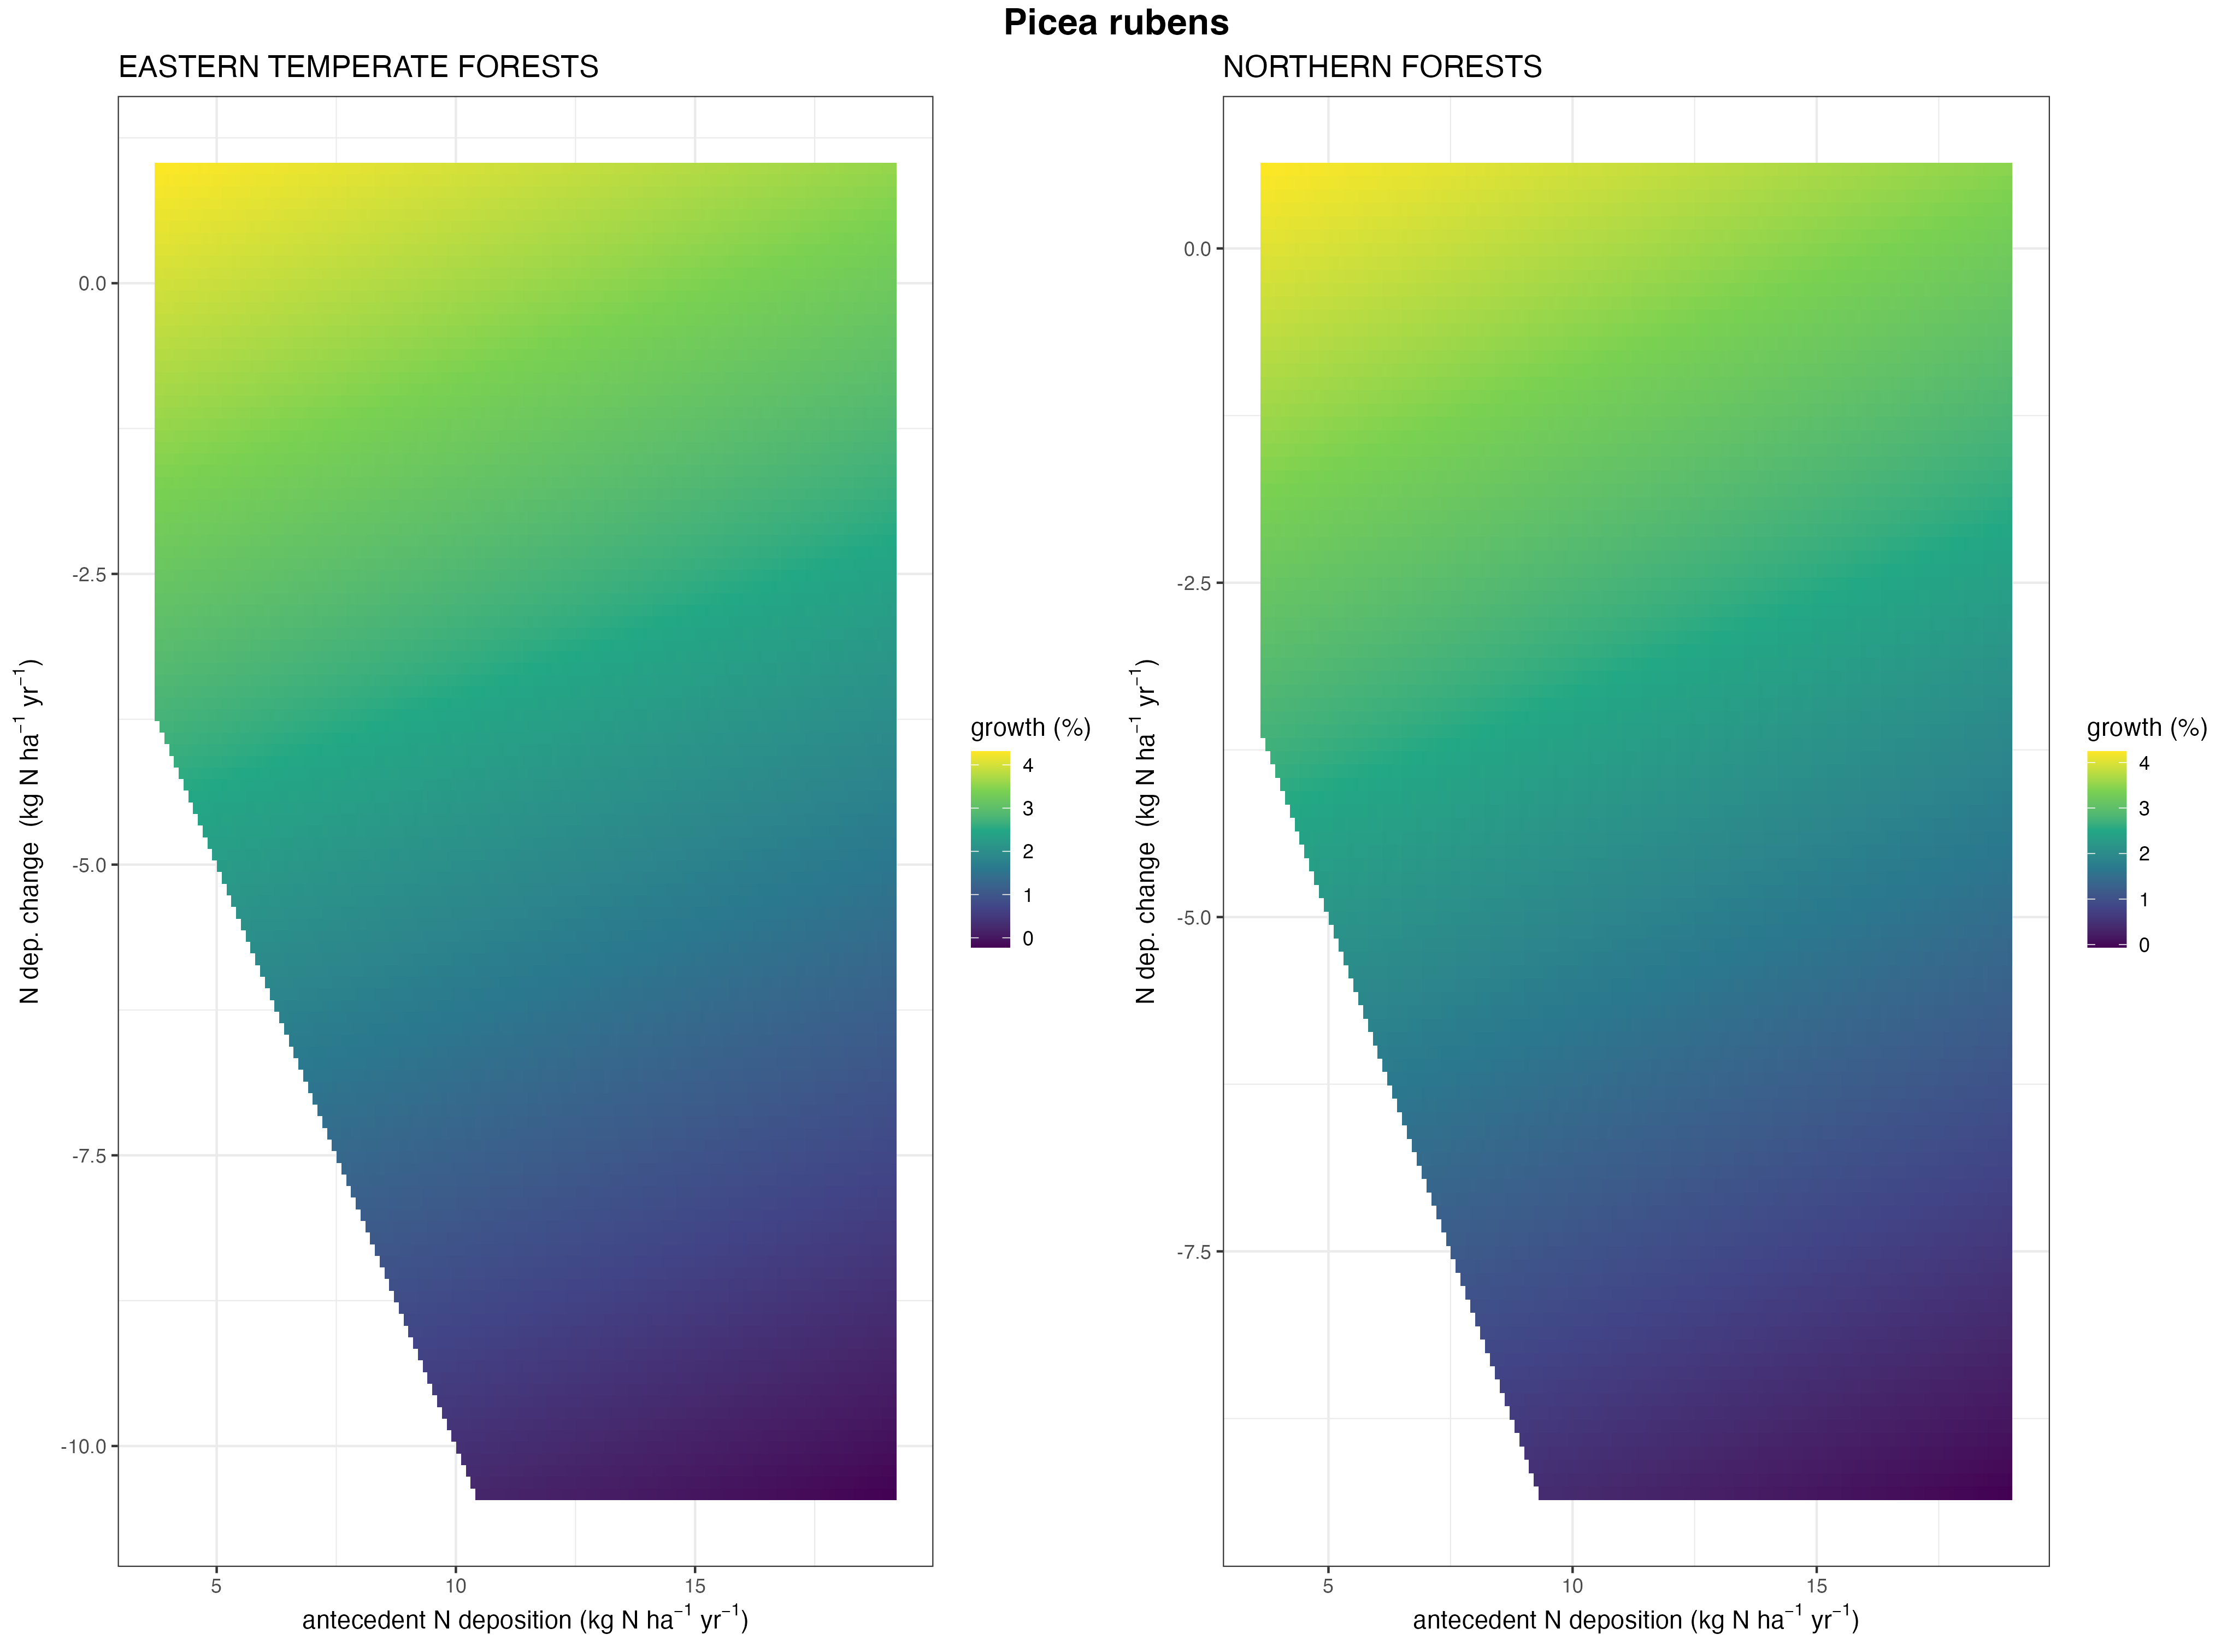 Picea rubens
EASTERN TEMPERATE FORESTS
0.0
-2.5
-5.0
-7.5
-10.0
N dep. change (kg N ha⁻¹ yr⁻¹)
5 10 15
antecedent N deposition (kg N ha⁻¹ yr⁻¹)
growth (%)
4
3
2
1
0
NORTHERN FORESTS
0.0
-2.5
-5.0
-7.5
N dep. change (kg N ha⁻¹ yr⁻¹)
5 10 15
antecedent N deposition (kg N ha⁻¹ yr⁻¹)
growth (%)
4
3
2
1
0